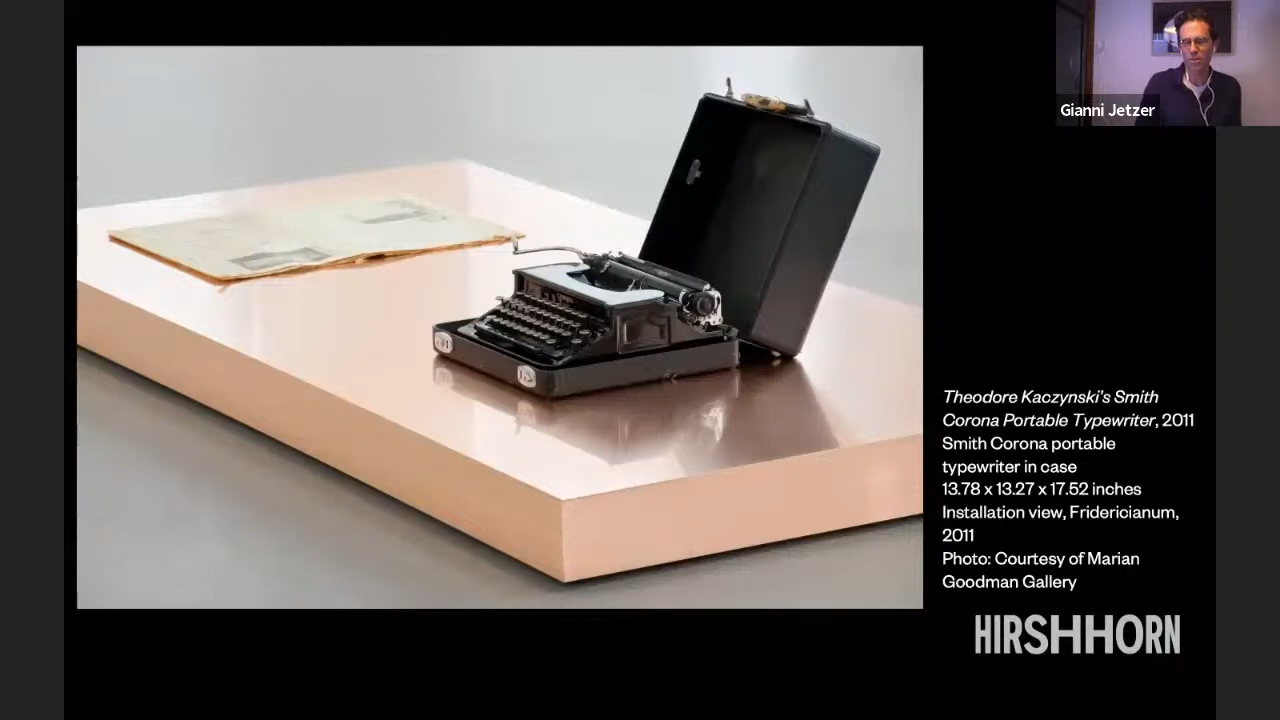 Gianni Jetzer
Theodore Kaczynski's Smith
Corona Portable Typewriter, 2011
Smith Corona portable
typewriter in case
13.78 x 13.27 x 17.52 inches
Installation view, Fridericianum,
2011
Photo: Courtesy of Marian
Goodman Gallery
HIRSHHORN